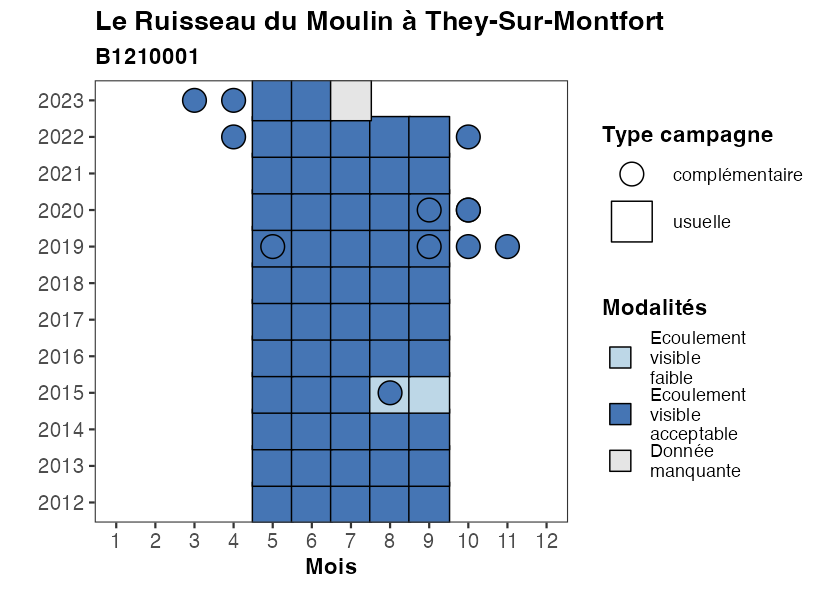 Le Ruisseau du Moulin à They-Sur-Montfort
B1210001
2023
2022
2021
2020
2019
2018
2017
2016
2015
2014
2013
2012
1 2 3 4 5 6 7 8 9 10 11 12
Mois
Type campagne
complémentaire
usuelle
Modalités
Ecoulement
visible
faible
Ecoulement
visible
acceptable
Donnée
manquante